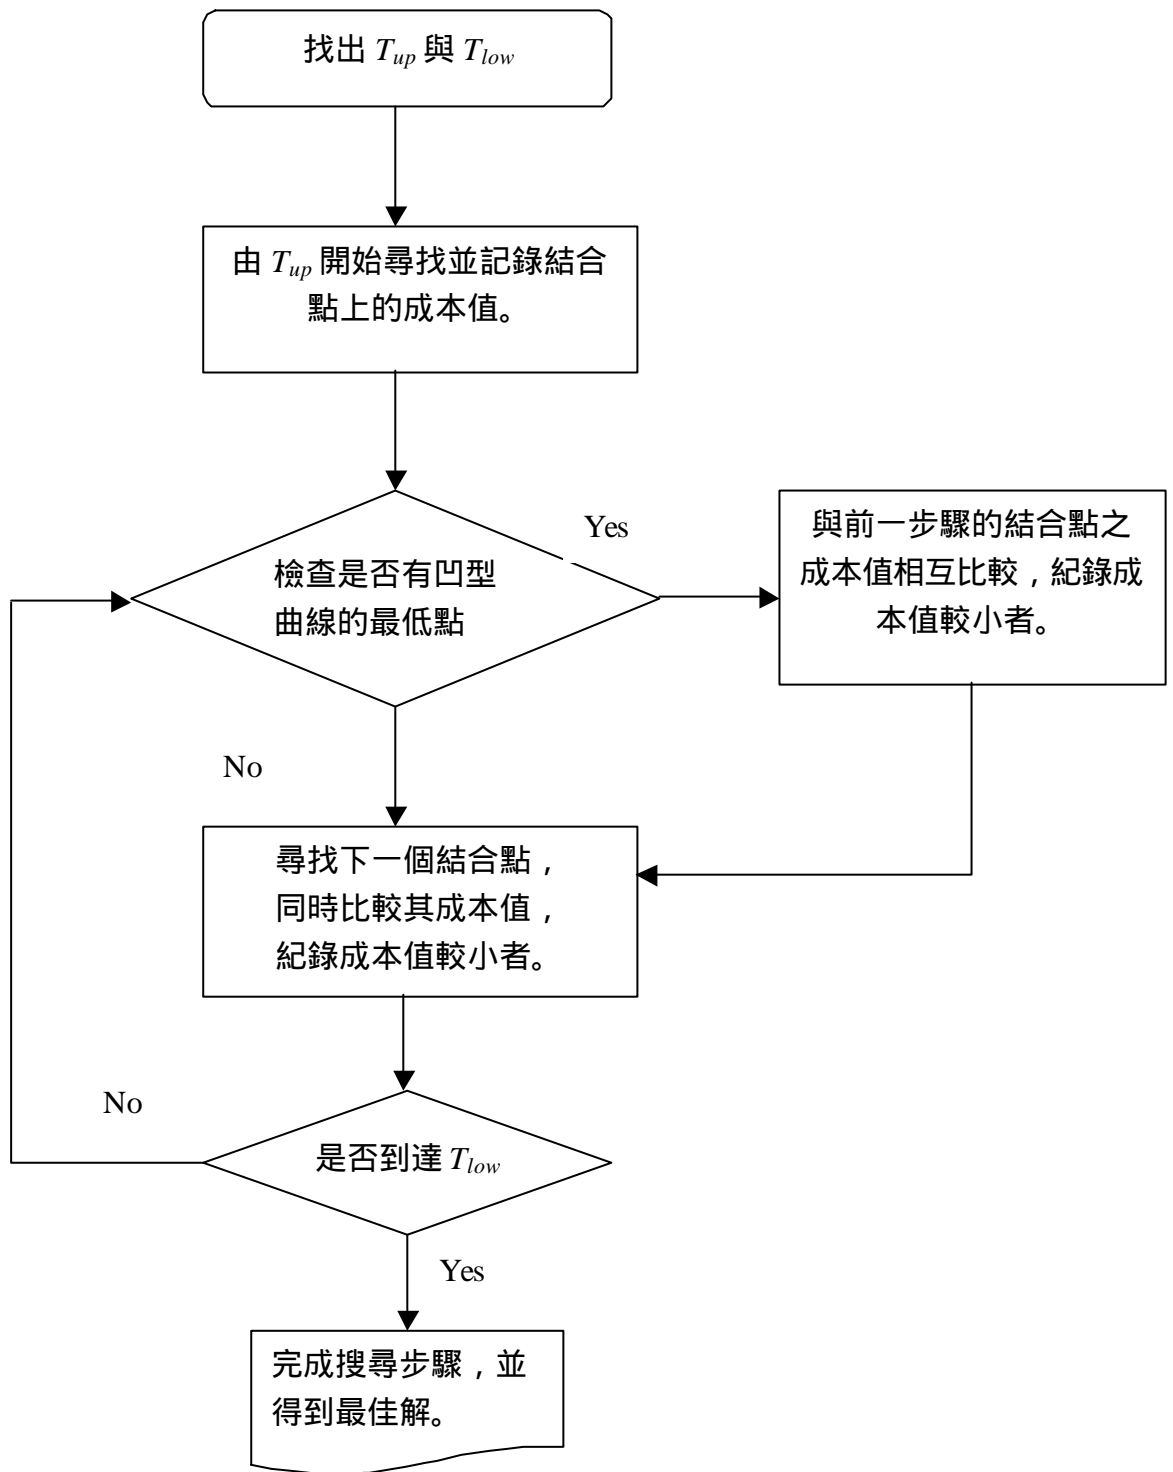 找出 Tup 與 Tlow
由 Tup 開始尋找並記錄結合
點上的成本值。
檢查是否有凹型
曲線的最低點
Yes
與前一步驟的結合點之
成本值相互比較，紀錄成
本值較小者。
No
尋找下一個結合點，
同時比較其成本值，
紀錄成本值較小者。
No
是否到達 Tlow
Yes
完成搜尋步驟，並
得到最佳解。